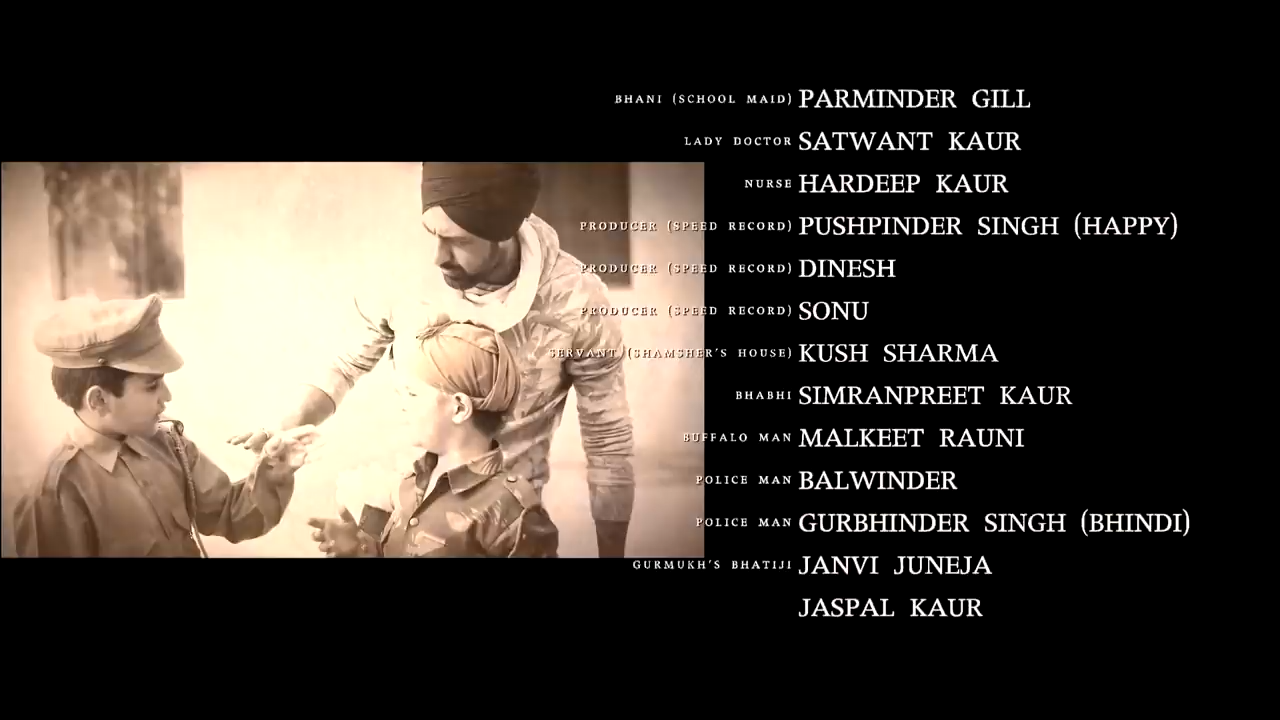 BHANI (SCHOOL MAID) PARMINDER GILL
LADY DOCTOR SATWANT KAUR
NURSE HARDEEP KAUR
PRODUCER (SPEED RECORD) PUSHPINDER SINGH (HAPPY)
PRODUCER (SPEED RECORD) DINESH
PRODUCER (SPEED RECORD) SONU
SERVANT (SHAMSHER'S HOUSE) KUSH SHARMA
BHABHI SIMRANPREET KAUR
BUFFALO MAN MALKEET RAUNI
POLICE MAN BALWINDER
POLICE MAN GURBHINDER SINGH (BHINDI)
GURMUKH'S BHATIJI JANVI JUNEJA
JASPAL KAUR